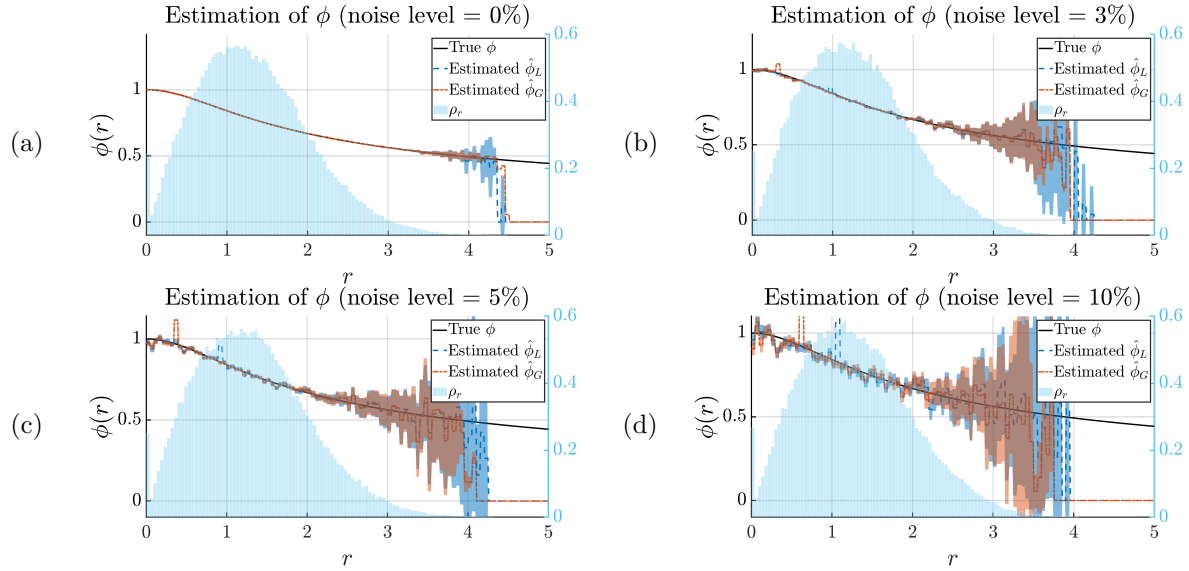 Estimation of ϕ (noise level = 0%)
True ϕ
Estimated ϕ̂_L
Estimated ϕ̂_G
ρ_r
ϕ(r)
1
0.5
0
0.6
0.4
0.2
0
0 1 2 3 4 5
r
(a)
Estimation of ϕ (noise level = 3%)
True ϕ
Estimated ϕ̂_L
Estimated ϕ̂_G
ρ_r
ϕ(r)
1
0.5
0
0.6
0.4
0.2
0
0 1 2 3 4 5
r
(b)
Estimation of ϕ (noise level = 5%)
True ϕ
Estimated ϕ̂_L
Estimated ϕ̂_G
ρ_r
ϕ(r)
1
0.5
0
0.6
0.4
0.2
0
0 1 2 3 4 5
r
(c)
Estimation of ϕ (noise level = 10%)
True ϕ
Estimated ϕ̂_L
Estimated ϕ̂_G
ρ_r
ϕ(r)
1
0.5
0
0.6
0.4
0.2
0
0 1 2 3 4 5
r
(d)